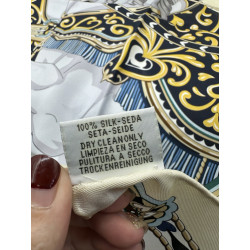 100% SILK-SEDA
SETA-SEIDE
DRY CLEAN ONLY
LIMPIEZA EN SECO
PULITURA A SECCO
TROCKENREINIGUNG